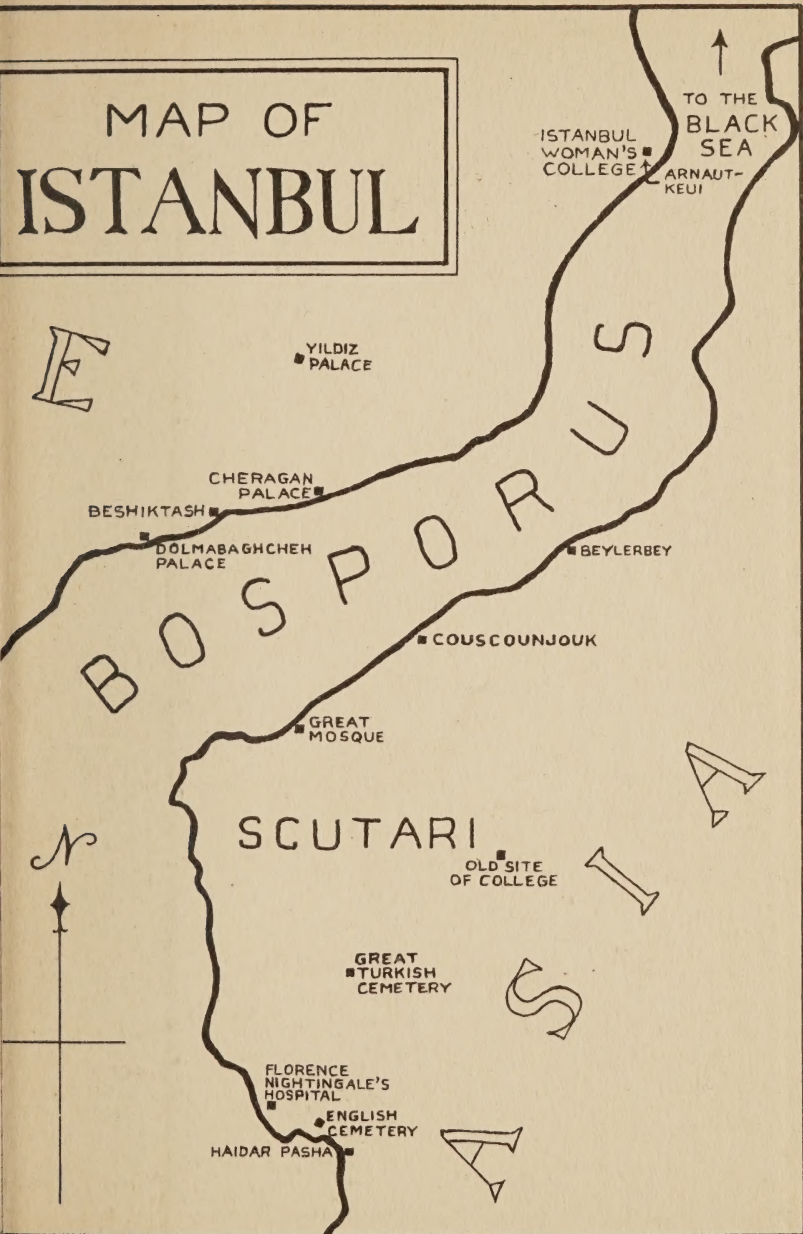 MAP OF
ISTANBUL
TO THE
BLACK
SEA
ISTANBUL
WOMAN'S
COLLEGE
ARNAUT-
KEUI
E
YILDIZ
PALACE
CHERAGAN
PALACE
BESHIKTASH
DOLMABAGHCHEH
PALACE
BOSPORUS
BEYLERBEY
COUSCOUNJOUK
GREAT
MOSQUE
SCUTARI
OLD SITE
OF COLLEGE
ASIA
N
GREAT
TURKISH
CEMETERY
FLORENCE
NIGHTINGALE'S
HOSPITAL
ENGLISH
CEMETERY
HAIDAR PASHA